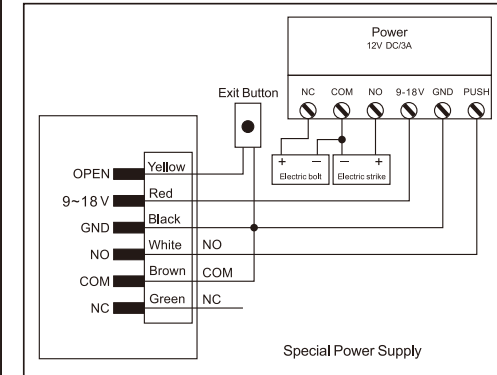 Power
12V DC/3A
NC COM NO 9-18V GND PUSH
Exit Button
+ − − +
Electric bolt Electric strike
OPEN Yellow
9~18V Red
GND Black
NO White NO
COM Brown COM
NC Green NC
Special Power Supply